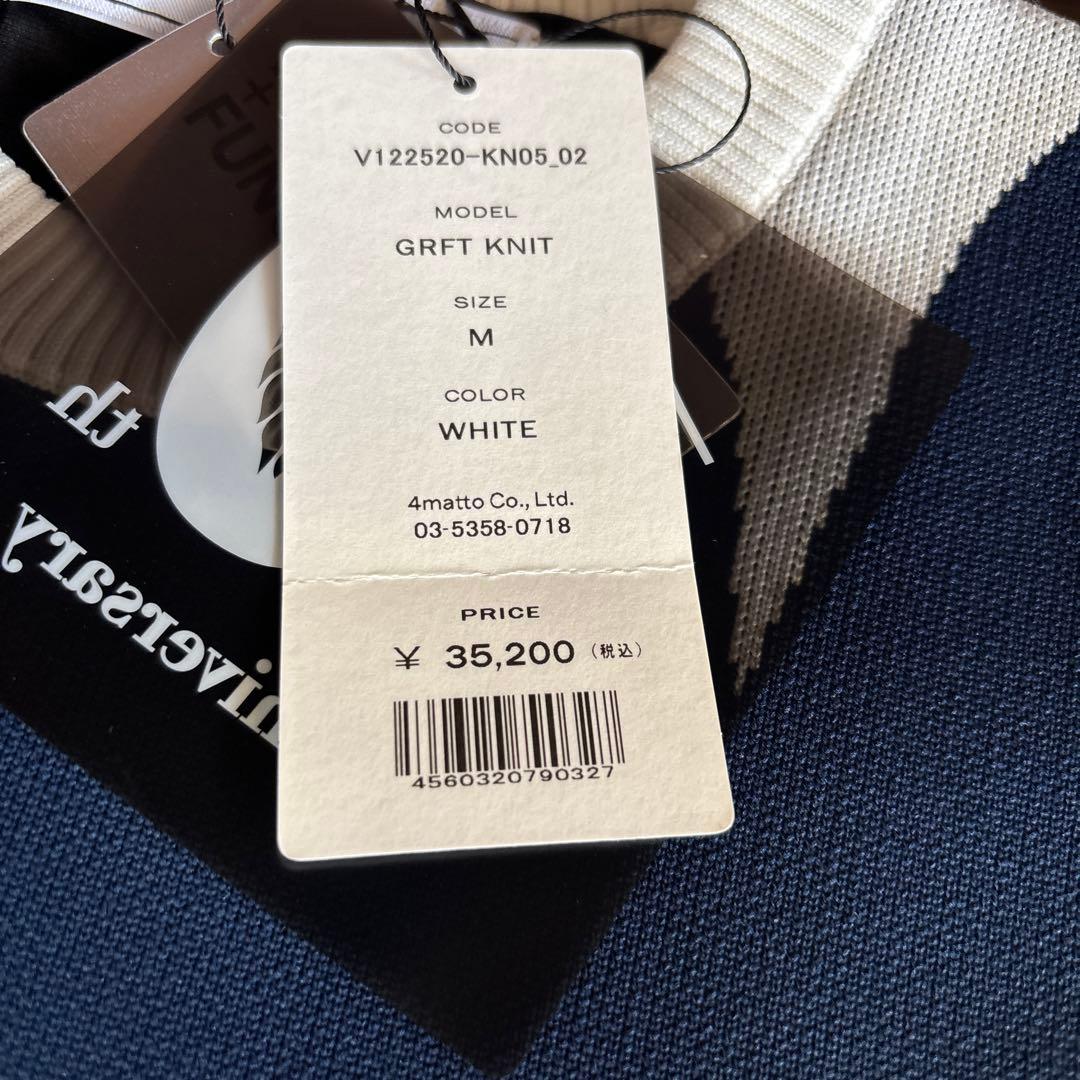 CODE
V122520-KN05_02
MODEL
GRFT KNIT
SIZE
M
COLOR
WHITE
4matto Co., Ltd.
03-5358-0718
PRICE
¥ 35,200 (税込)
4560320790327
FUN
th